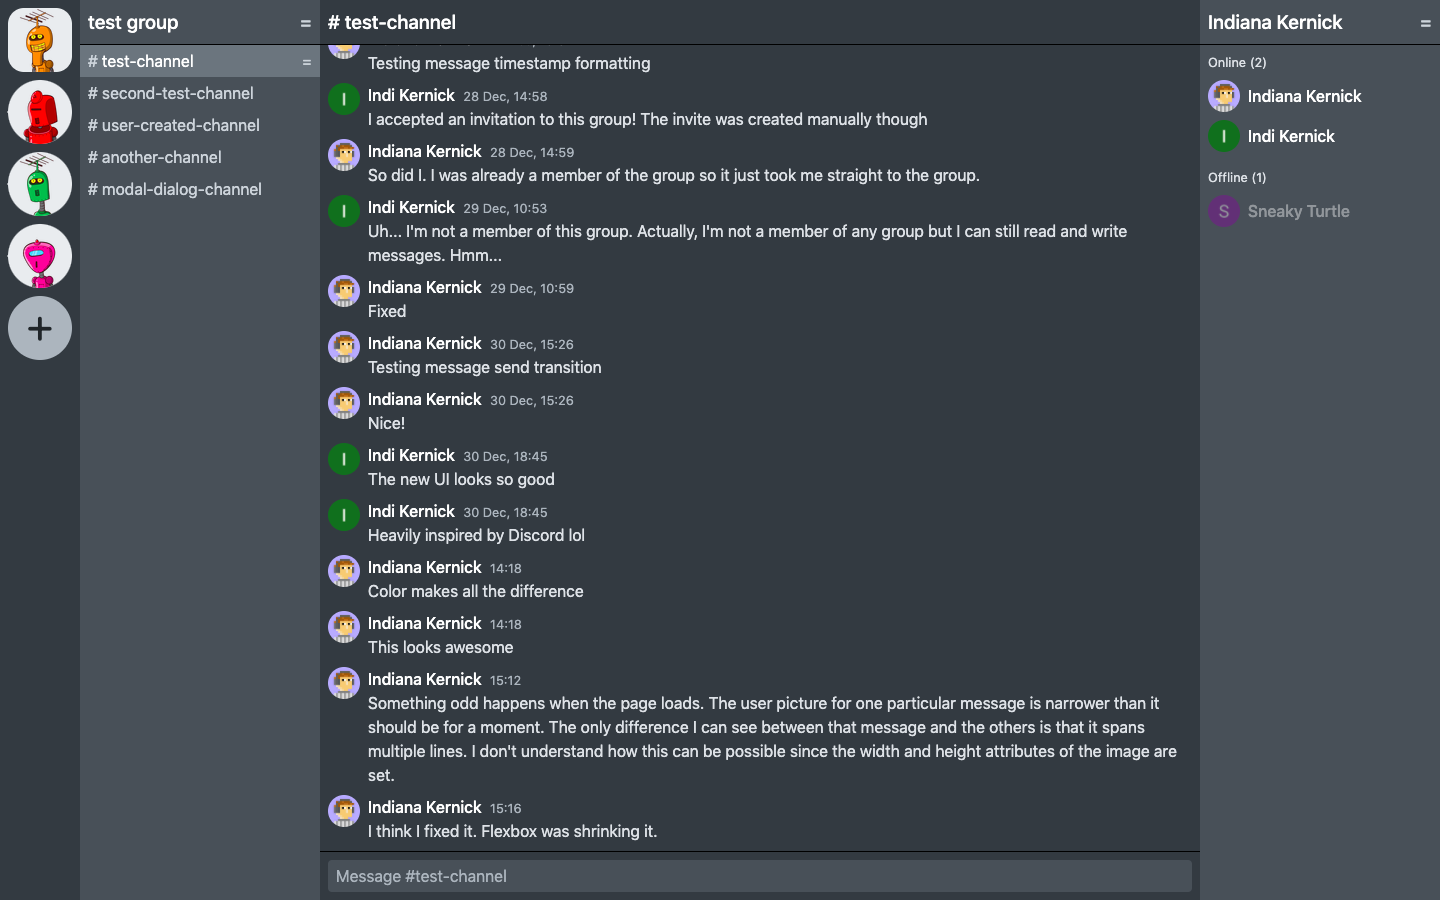 test group
=
# test-channel
=
# second-test-channel
# user-created-channel
# another-channel
# modal-dialog-channel
# test-channel
Testing message timestamp formatting
I
Indi Kernick 28 Dec, 14:58
I accepted an invitation to this group! The invite was created manually though
Indiana Kernick 28 Dec, 14:59
So did I. I was already a member of the group so it just took me straight to the group.
I
Indi Kernick 29 Dec, 10:53
Uh... I'm not a member of this group. Actually, I'm not a member of any group but I can still read and write
messages. Hmm...
Indiana Kernick 29 Dec, 10:59
Fixed
Indiana Kernick 30 Dec, 15:26
Testing message send transition
Indiana Kernick 30 Dec, 15:26
Nice!
I
Indi Kernick 30 Dec, 18:45
The new UI looks so good
I
Indi Kernick 30 Dec, 18:45
Heavily inspired by Discord lol
Indiana Kernick 14:18
Color makes all the difference
Indiana Kernick 14:18
This looks awesome
Indiana Kernick 15:12
Something odd happens when the page loads. The user picture for one particular message is narrower than it
should be for a moment. The only difference I can see between that message and the others is that it spans
multiple lines. I don't understand how this can be possible since the width and height attributes of the image are
set.
Indiana Kernick 15:16
I think I fixed it. Flexbox was shrinking it.
Message #test-channel
Indiana Kernick
=
Online (2)
Indiana Kernick
I
Indi Kernick
Offline (1)
S
Sneaky Turtle